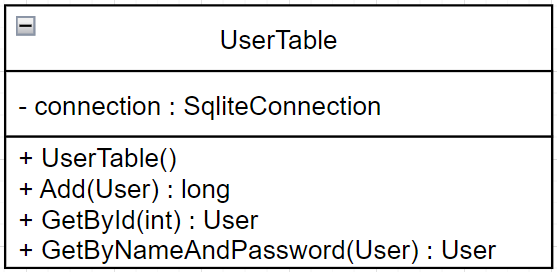 UserTable
- connection : SqliteConnection
+ UserTable()
+ Add(User) : long
+ GetById(int) : User
+ GetByNameAndPassword(User) : User